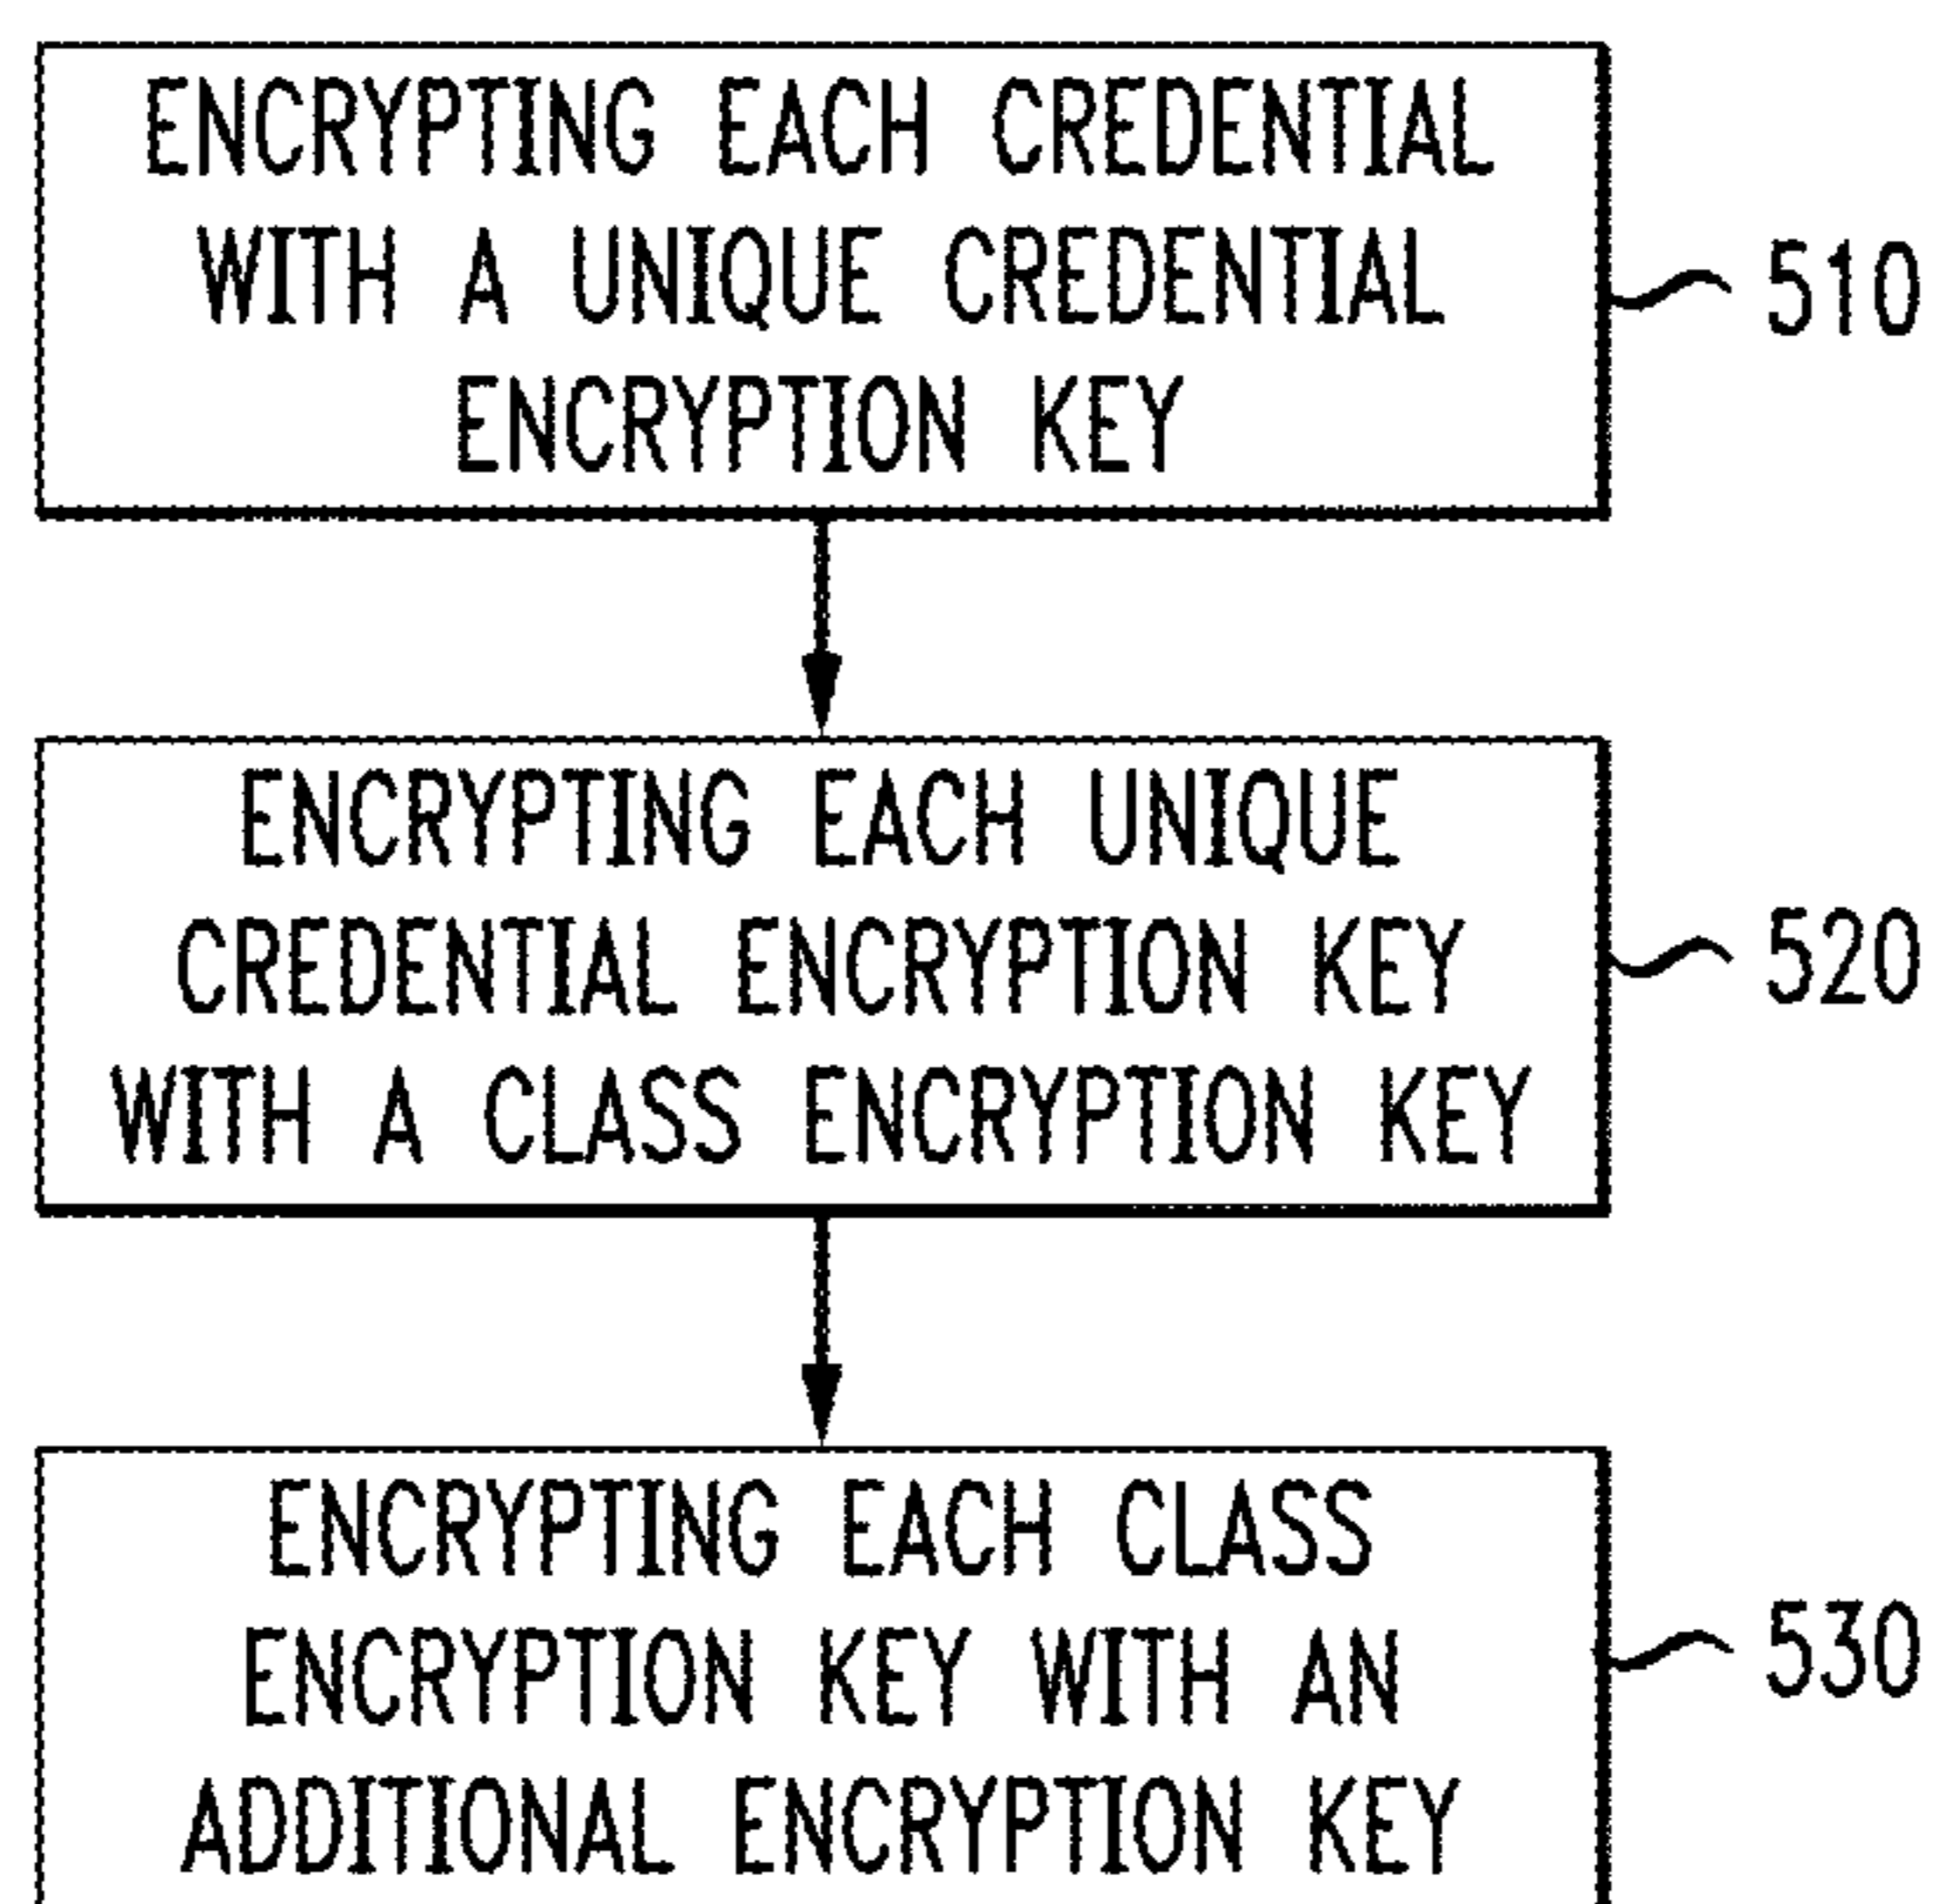 ENCRYPTING EACH CREDENTIAL
WITH A UNIQUE CREDENTIAL
ENCRYPTION KEY
510
ENCRYPTING EACH UNIQUE
CREDENTIAL ENCRYPTION KEY
WITH A CLASS ENCRYPTION KEY
520
ENCRYPTING EACH CLASS
ENCRYPTION KEY WITH AN
ADDITIONAL ENCRYPTION KEY
530